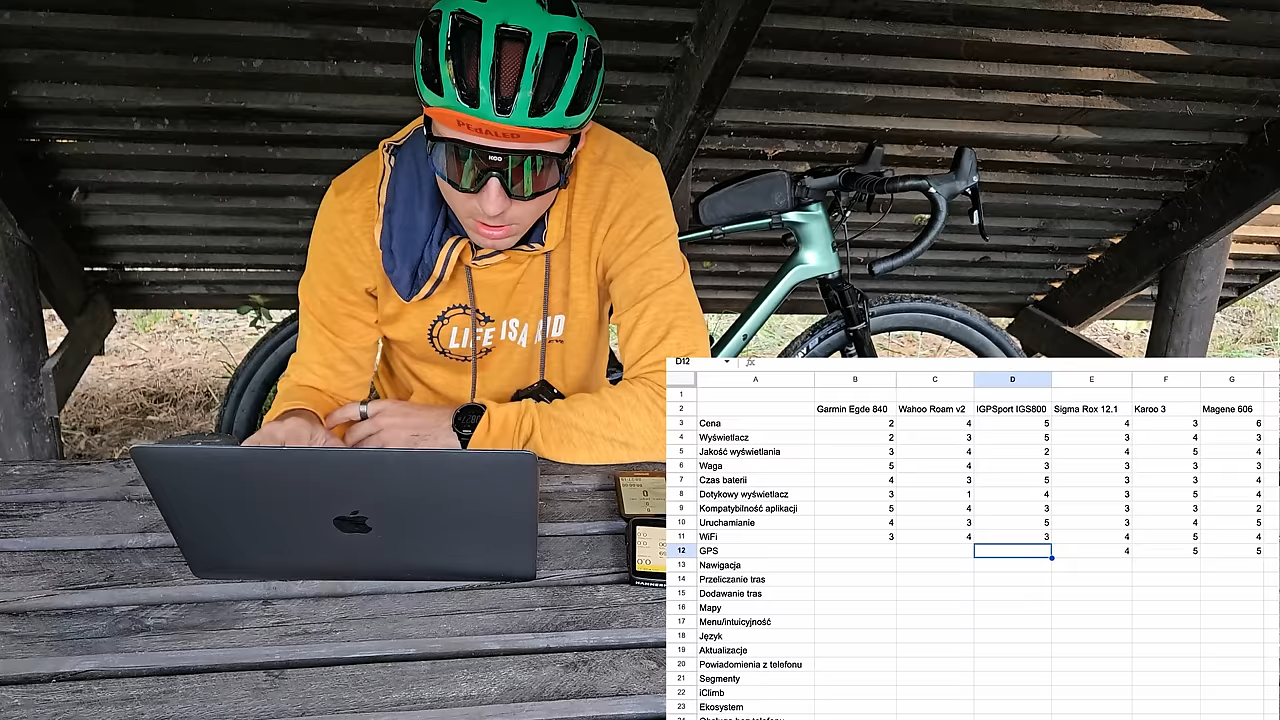 PEdALED
KOO
LIFE IS A
D12 fx
A B C D E F G
1
2 Garmin Egde 840 Wahoo Roam v2 IGPSport IGS800 Sigma Rox 12.1 Karoo 3 Magene 606
3 Cena 2 4 5 4 3 6
4 Wyświetlacz 2 3 5 3 4 3
5 Jakość wyświetlania 3 4 2 4 5 4
6 Waga 5 4 3 3 3 3
7 Czas baterii 4 3 5 3 3 4
8 Dotykowy wyświetlacz 3 1 3 3 5 4
9 Kompatybilność aplikacji 5 4 3 3 3 2
10 Uruchamianie 4 3 5 3 4 5
11 WiFi 3 4 3 4 5 4
12 GPS 4 5 5
13 Nawigacja
14 Przeliczanie tras
15 Dodawanie tras
16 Mapy
17 Menu/intuicyjność
18 Język
19 Aktualizacje
20 Powiadomienia z telefonu
21 Segmenty
22 iClimb
23 Ekosystem